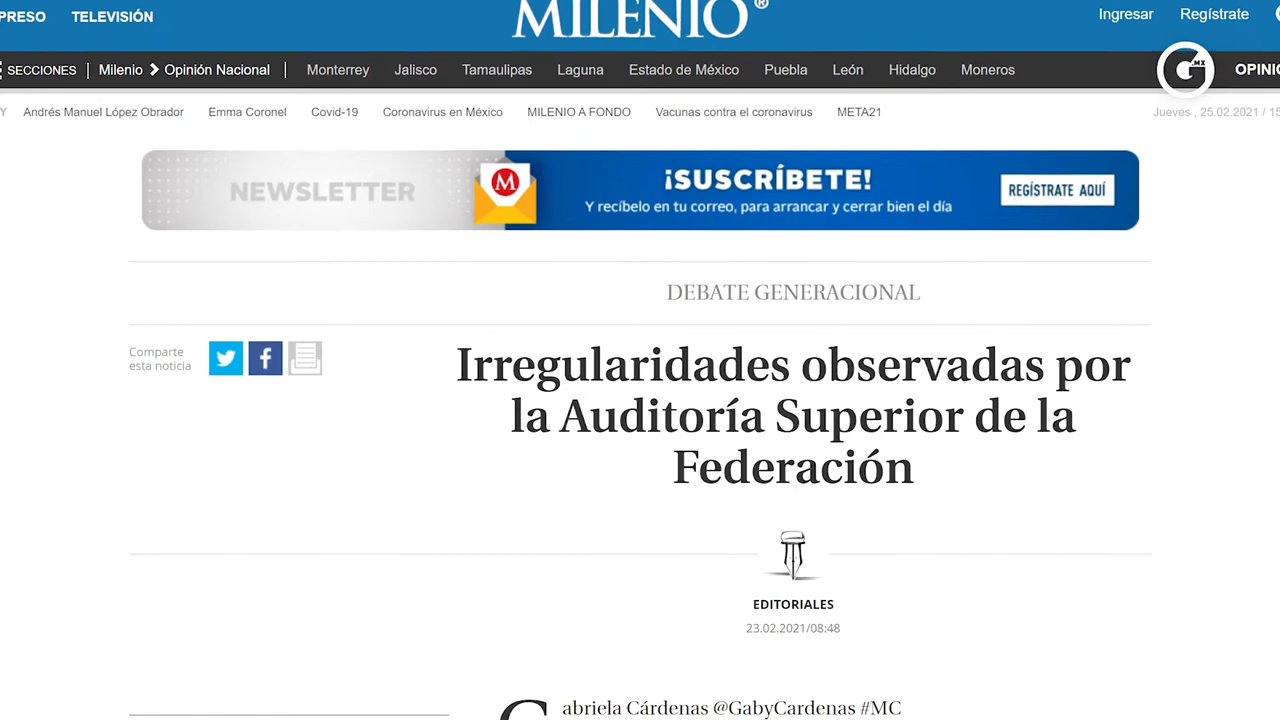 PRESO TELEVISIÓN
MILENIO®
Ingresar Regístrate
SECCIONES Milenio Opinión Nacional Monterrey Jalisco Tamaulipas Laguna Estado de México Puebla León Hidalgo Moneros
G.MX
OPINIO
Y Andrés Manuel López Obrador Emma Coronel Covid-19 Coronavirus en México MILENIO A FONDO Vacunas contra el coronavirus META21
Jueves , 25.02.2021 / 15
NEWSLETTER
M
¡SUSCRÍBETE!
Y recíbelo en tu correo, para arrancar y cerrar bien el día
REGÍSTRATE AQUÍ
DEBATE GENERACIONAL
Comparte
esta noticia
Irregularidades observadas por
la Auditoría Superior de la
Federación
EDITORIALES
23.02.2021/08:48
Gabriela Cárdenas @GabyCardenas #MC